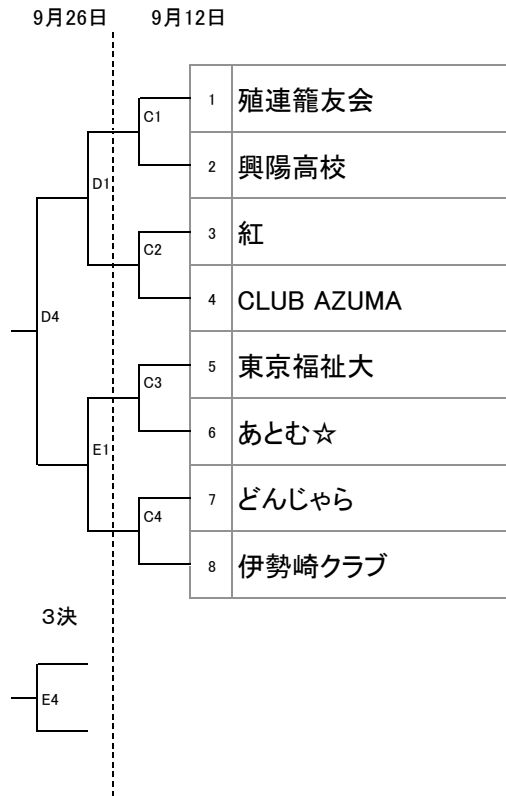 9月26日 9月12日
1 殖連籠友会
C1
2 興陽高校
D1
3 紅
C2
4 CLUB AZUMA
D4
5 東京福祉大
C3
6 あとむ☆
E1
7 どんじゃら
C4
8 伊勢崎クラブ
3決
E4